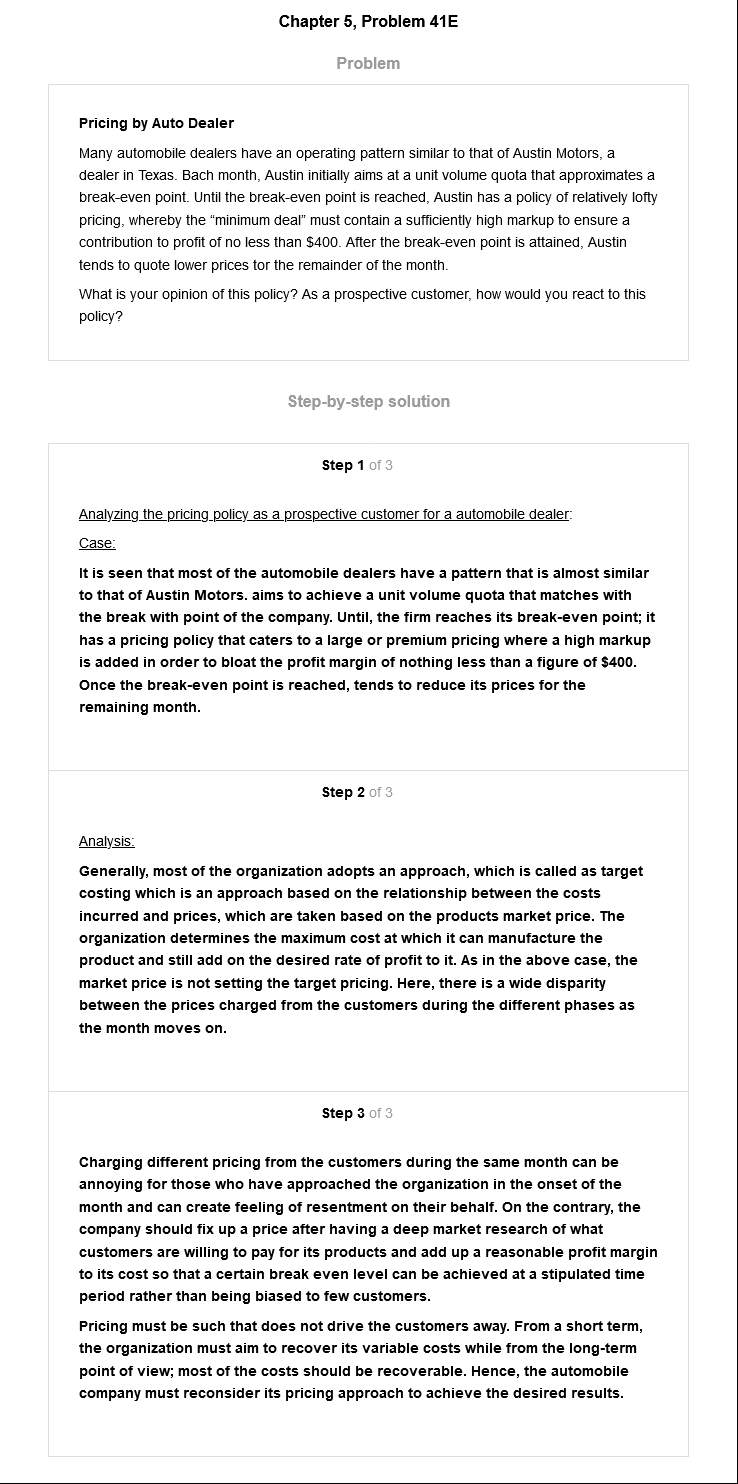 Chapter 5, Problem 41E
Problem
Pricing by Auto Dealer
Many automobile dealers have an operating pattern similar to that of Austin Motors, a
dealer in Texas. Bach month, Austin initially aims at a unit volume quota that approximates a
break-even point. Until the break-even point is reached, Austin has a policy of relatively lofty
pricing, whereby the “minimum deal” must contain a sufficiently high markup to ensure a
contribution to profit of no less than $400. After the break-even point is attained, Austin
tends to quote lower prices tor the remainder of the month.
What is your opinion of this policy? As a prospective customer, how would you react to this
policy?
Step-by-step solution
Step 1 of 3
Analyzing the pricing policy as a prospective customer for a automobile dealer:
Case:
It is seen that most of the automobile dealers have a pattern that is almost similar
to that of Austin Motors. aims to achieve a unit volume quota that matches with
the break with point of the company. Until, the firm reaches its break-even point; it
has a pricing policy that caters to a large or premium pricing where a high markup
is added in order to bloat the profit margin of nothing less than a figure of $400.
Once the break-even point is reached, tends to reduce its prices for the
remaining month.
Step 2 of 3
Analysis:
Generally, most of the organization adopts an approach, which is called as target
costing which is an approach based on the relationship between the costs
incurred and prices, which are taken based on the products market price. The
organization determines the maximum cost at which it can manufacture the
product and still add on the desired rate of profit to it. As in the above case, the
market price is not setting the target pricing. Here, there is a wide disparity
between the prices charged from the customers during the different phases as
the month moves on.
Step 3 of 3
Charging different pricing from the customers during the same month can be
annoying for those who have approached the organization in the onset of the
month and can create feeling of resentment on their behalf. On the contrary, the
company should fix up a price after having a deep market research of what
customers are willing to pay for its products and add up a reasonable profit margin
to its cost so that a certain break even level can be achieved at a stipulated time
period rather than being biased to few customers.
Pricing must be such that does not drive the customers away. From a short term,
the organization must aim to recover its variable costs while from the long-term
point of view; most of the costs should be recoverable. Hence, the automobile
company must reconsider its pricing approach to achieve the desired results.